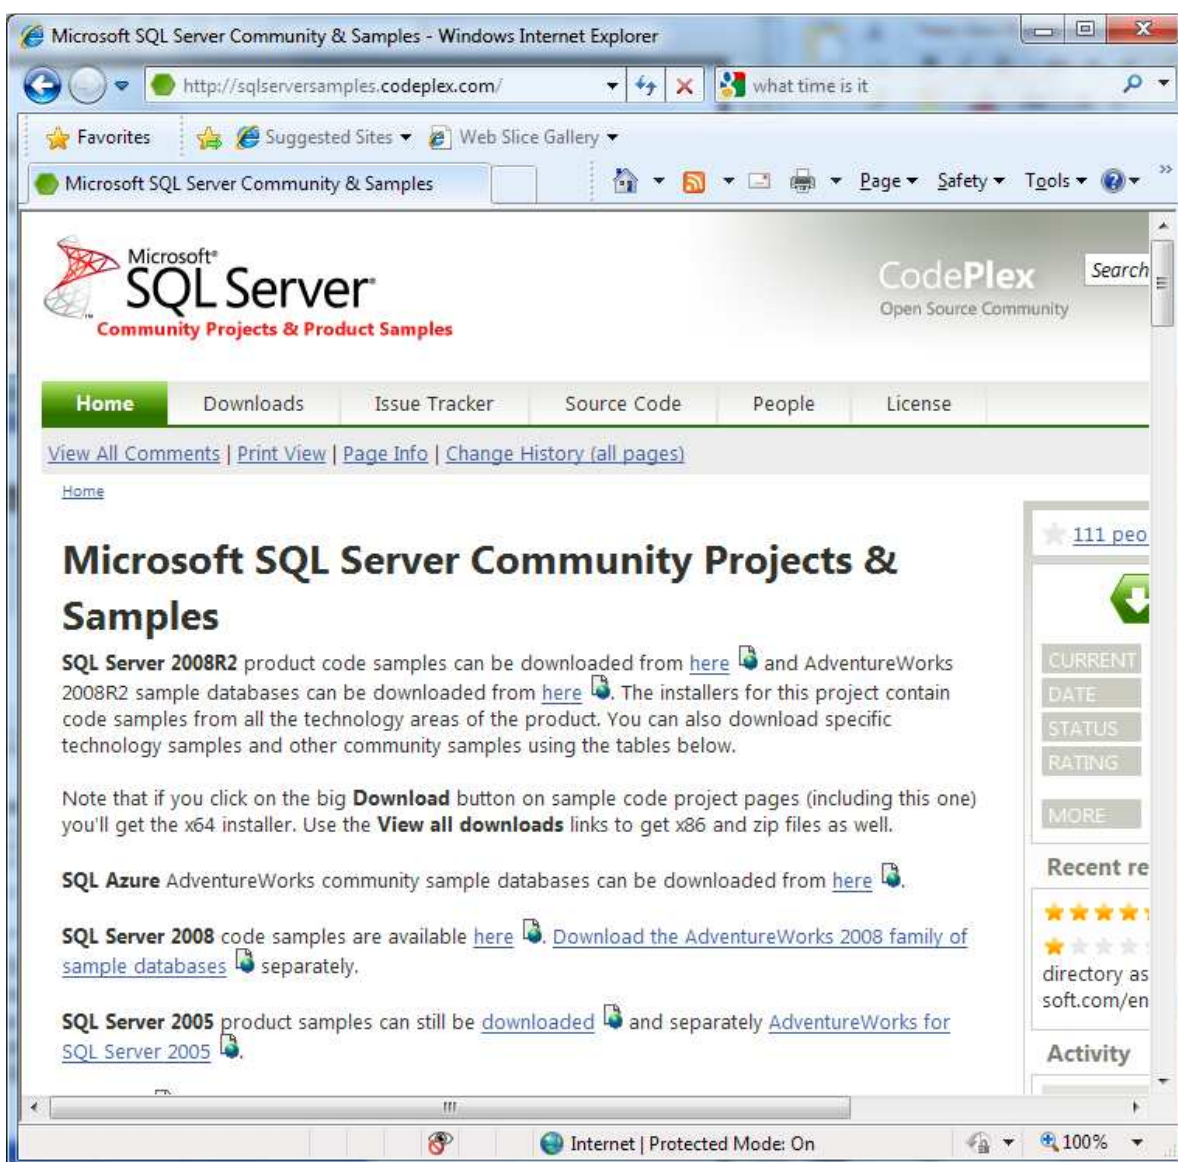 Microsoft SQL Server Community & Samples - Windows Internet Explorer
http://sqlserversamples.codeplex.com/
what time is it
Favorites
Suggested Sites
Web Slice Gallery
Microsoft SQL Server Community & Samples
Page
Safety
Tools
Microsoft®
SQL Server®
Community Projects & Product Samples
CodePlex
Open Source Community
Search
Home
Downloads
Issue Tracker
Source Code
People
License
View All Comments | Print View | Page Info | Change History (all pages)
Home
Microsoft SQL Server Community Projects &
Samples
SQL Server 2008R2 product code samples can be downloaded from here and AdventureWorks
2008R2 sample databases can be downloaded from here. The installers for this project contain
code samples from all the technology areas of the product. You can also download specific
technology samples and other community samples using the tables below.
Note that if you click on the big Download button on sample code project pages (including this one)
you'll get the x64 installer. Use the View all downloads links to get x86 and zip files as well.
SQL Azure AdventureWorks community sample databases can be downloaded from here.
SQL Server 2008 code samples are available here. Download the AdventureWorks 2008 family of
sample databases separately.
SQL Server 2005 product samples can still be downloaded and separately AdventureWorks for
SQL Server 2005.
111 peo
CURRENT
DATE
STATUS
RATING
MORE
Recent re
directory as
soft.com/en
Activity
Internet | Protected Mode: On
100%